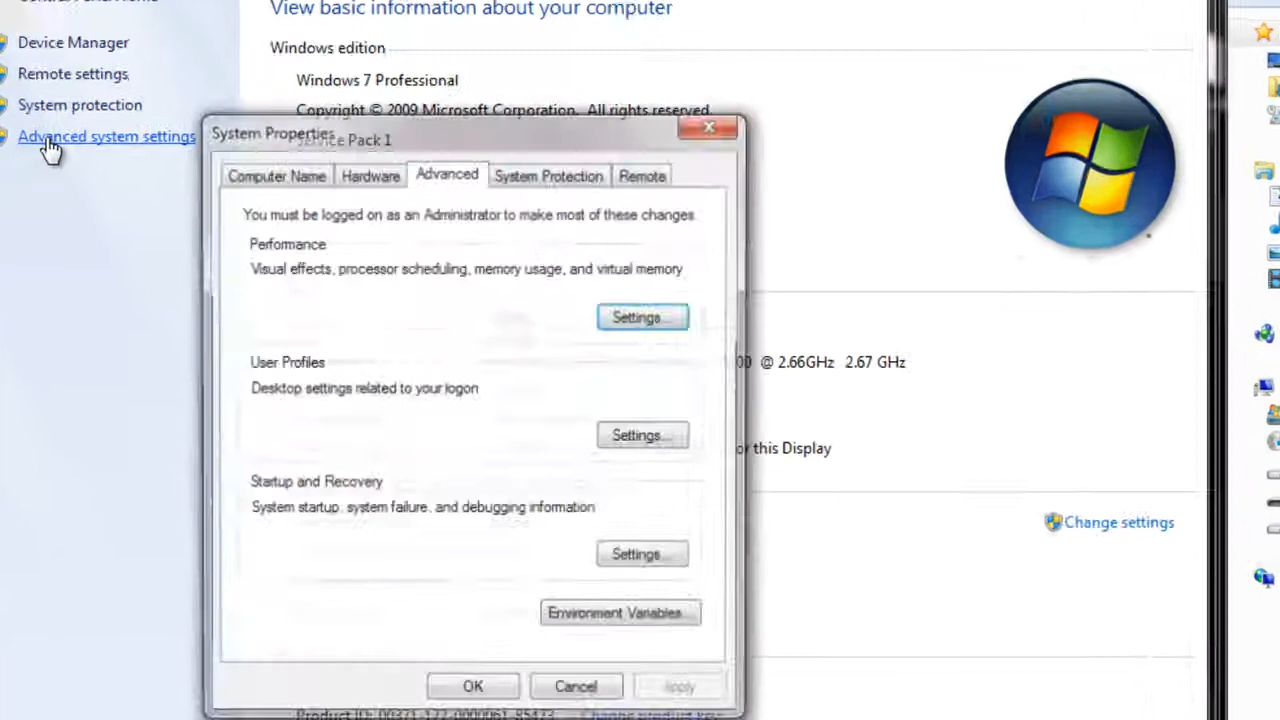 View basic information about your computer
Device Manager
Windows edition
Remote settings
Windows 7 Professional
System protection
Copyright © 2009 Microsoft Corporation. All rights reserved.
Advanced system settings
System Properties
Service Pack 1
Computer Name
Hardware
Advanced
System Protection
Remote
You must be logged on as an Administrator to make most of these changes.
Performance
Visual effects, processor scheduling, memory usage, and virtual memory
Settings...
User Profiles
@ 2.66GHz 2.67 GHz
Desktop settings related to your logon
Settings...
for this Display
Startup and Recovery
System startup, system failure, and debugging information
Change settings
Settings...
Environment Variables...
OK
Cancel
Apply
Product ID:
Change product key